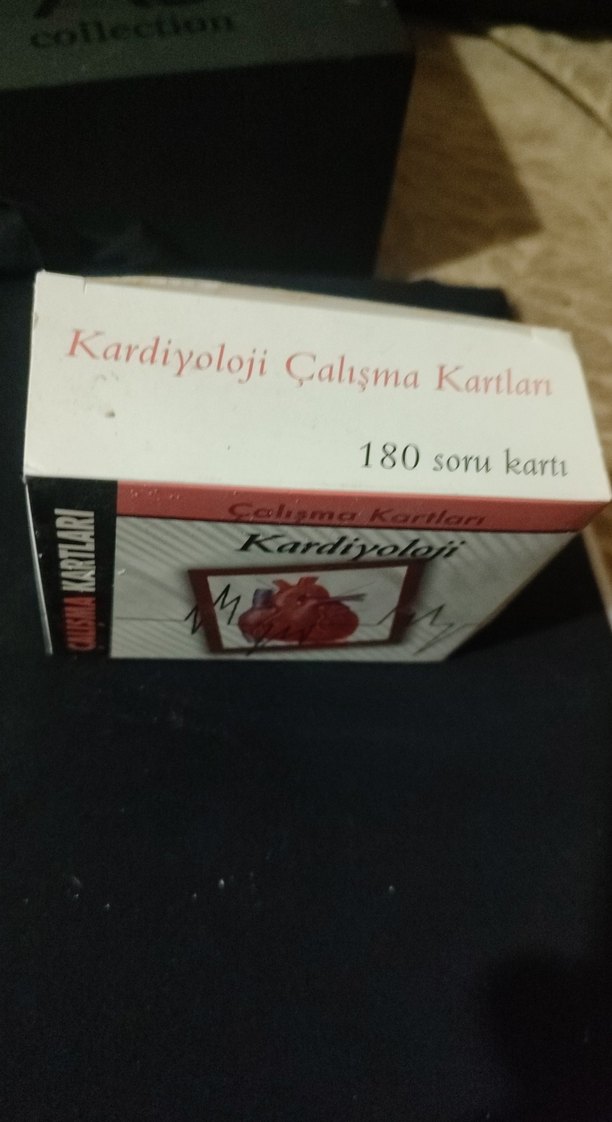 collection
Kardiyoloji Çalışma Kartları
180 soru kartı
Çalışma Kartları
Kardiyoloji
ÇALIŞMA KARTLARI